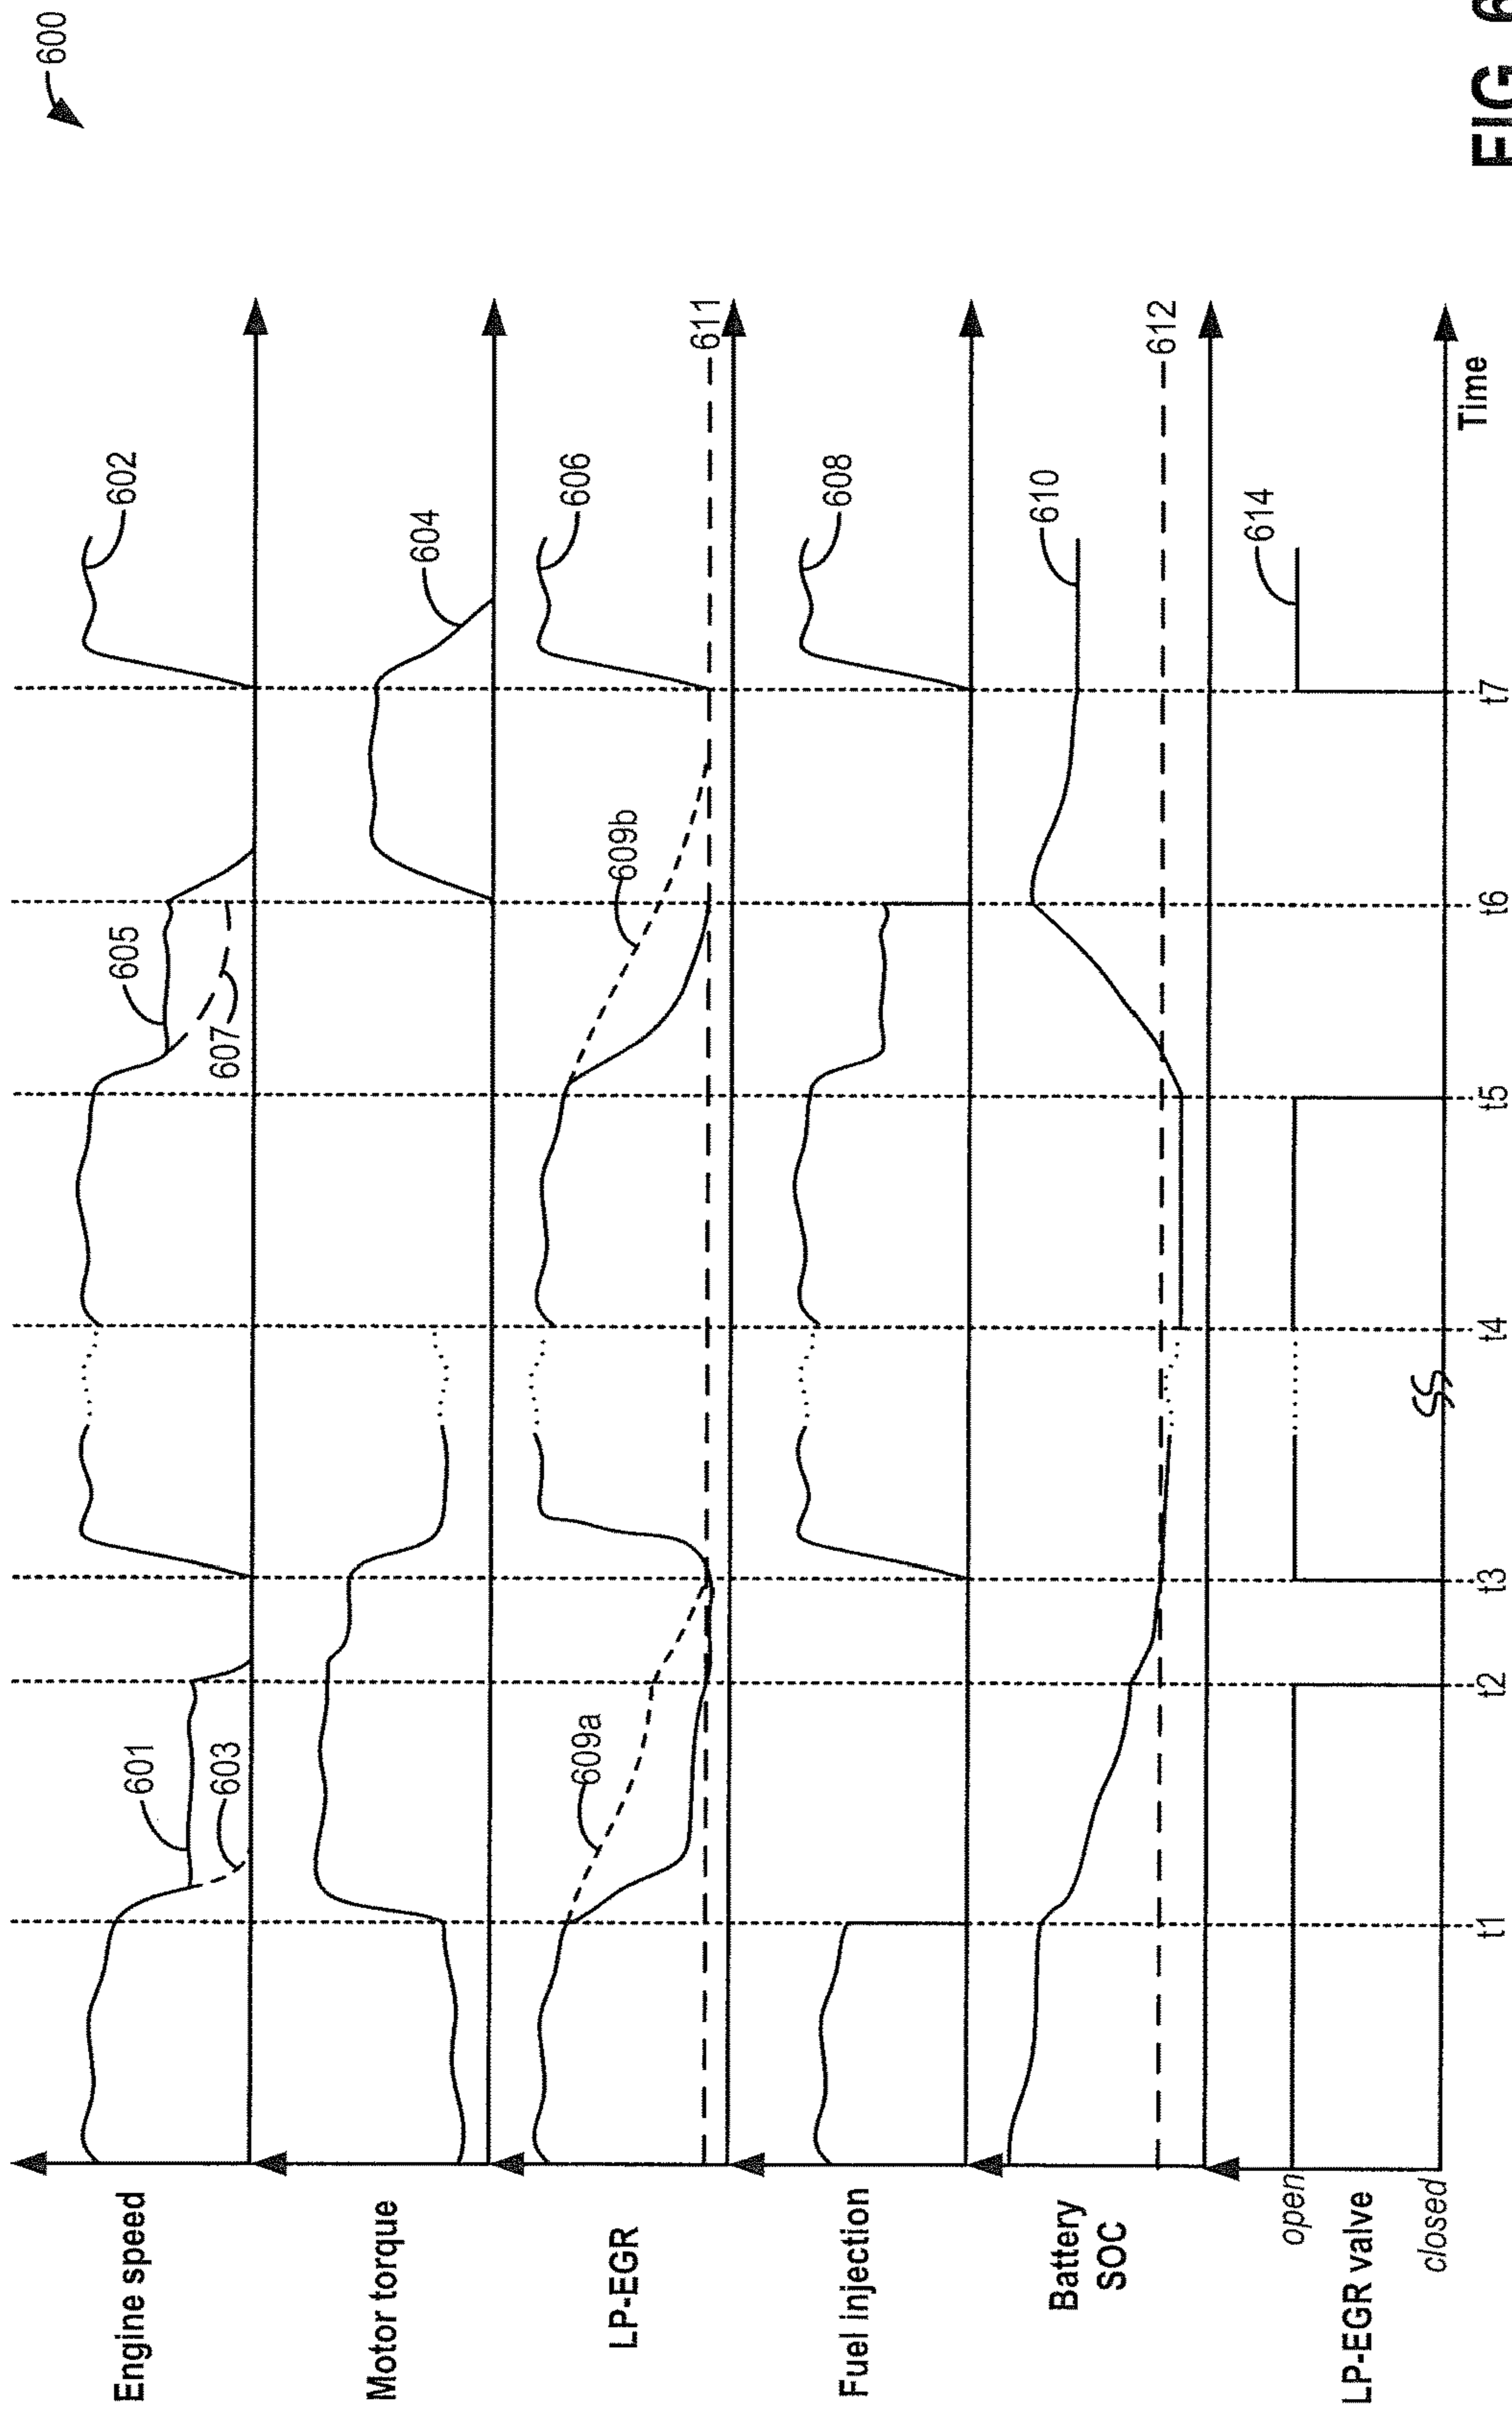 600
Engine speed
601
603
605
607
602
Motor torque
604
LP-EGR
609a
609b
606
611
Fuel injection
608
Battery
SOC
610
612
LP-EGR valve
open
closed
614
t1
t2
t3
t4
t5
t6
t7
Time
FIG. 6